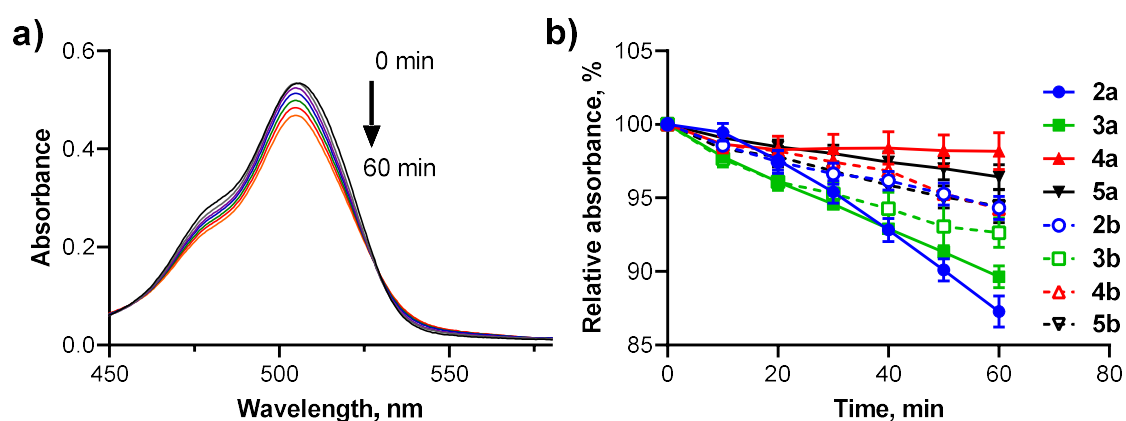 a)
0.6
0.4
0.2
0.0
Absorbance
0 min
60 min
450
500
550
Wavelength, nm
b)
105
100
95
90
85
Relative absorbance, %
0
20
40
60
80
Time, min
2a
3a
4a
5a
2b
3b
4b
5b